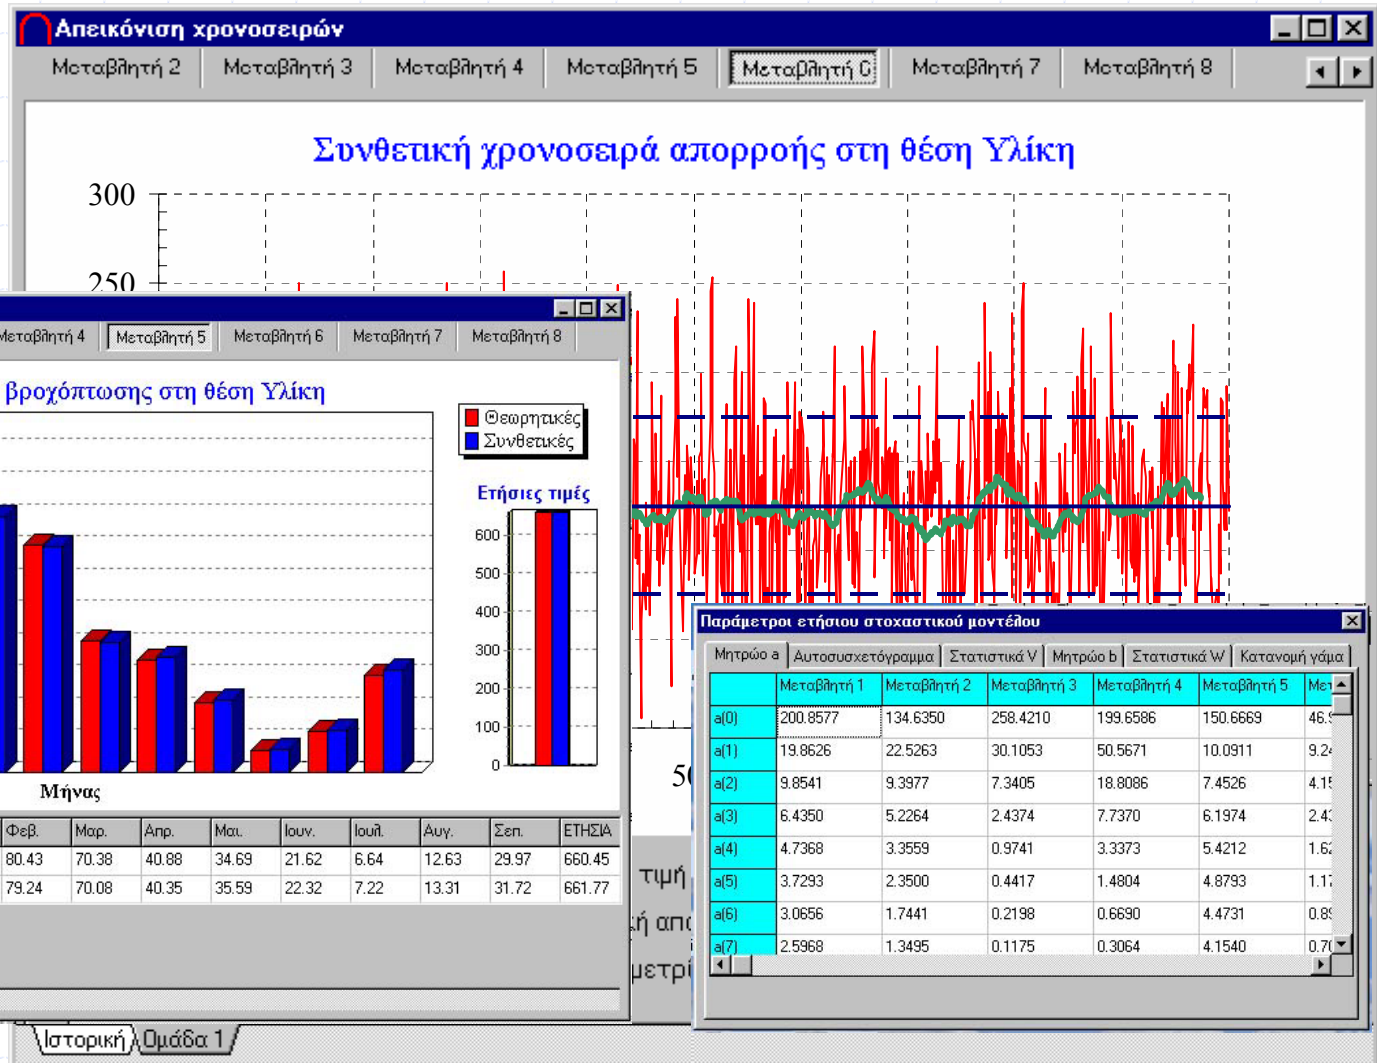 Απεικόνιση χρονοσειρών
Μεταβλητή 2 Μεταβλητή 3 Μεταβλητή 4 Μεταβλητή 5 Μεταβλητή 6 Μεταβλητή 7 Μεταβλητή 8
Συνθετική χρονοσειρά απορροής στη θέση Υλίκη
300
250
Μεταβλητή 4 Μεταβλητή 5 Μεταβλητή 6 Μεταβλητή 7 Μεταβλητή 8
βροχόπτωσης στη θέση Υλίκη
Θεωρητικές
Συνθετικές
Ετήσιες τιμές
600
500
400
300
200
100
0
Μήνας
Φεβ. Μαρ. Απρ. Μαι. Ιουν. Ιουλ. Αυγ. Σεπ. ΕΤΗΣΙΑ
80.43 70.38 40.88 34.69 21.62 6.64 12.63 29.97 660.45
79.24 70.08 40.35 35.59 22.32 7.22 13.31 31.72 661.77
τιμή
Παράμετροι ετήσιου στοχαστικού μοντέλου
Μητρώο a Αυτοσυσχετόγραμμα Στατιστικά V Μητρώο b Στατιστικά W Κατανομή γάμα
Μεταβλητή 1 Μεταβλητή 2 Μεταβλητή 3 Μεταβλητή 4 Μεταβλητή 5
a(0) 200.8577 134.6350 258.4210 199.6586 150.6669
a(1) 19.8626 22.5263 30.1053 50.5671 10.0911
a(2) 9.8541 9.3977 7.3405 18.8086 7.4526
a(3) 6.4350 5.2264 2.4374 7.7370 6.1974
a(4) 4.7368 3.3559 0.9741 3.3373 5.4212
a(5) 3.7293 2.3500 0.4417 1.4804 4.8793
a(6) 3.0656 1.7441 0.2198 0.6690 4.4731
a(7) 2.5968 1.3495 0.1175 0.3064 4.1540
Ιστορική Ομάδα 1